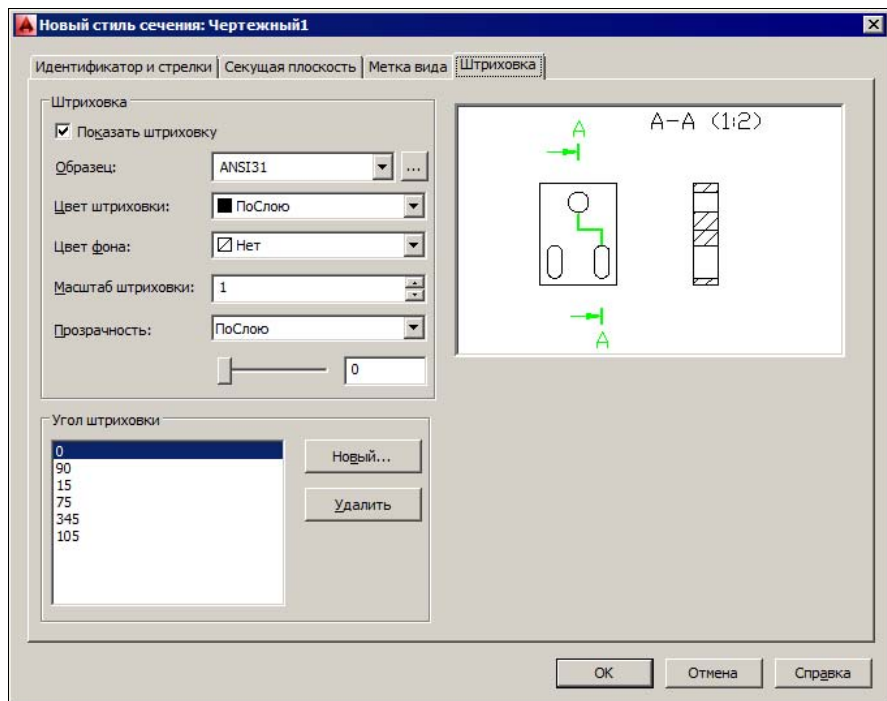 Новый стиль сечения: Чертежный1
Идентификатор и стрелки
Секущая плоскость
Метка вида
Штриховка
Штриховка
Показать штриховку
Образец:
ANSI31
...
Цвет штриховки:
ПоСлою
Цвет фона:
Нет
Масштаб штриховки:
1
Прозрачность:
ПоСлою
0
A
A-A (1:2)
A
Угол штриховки
0
90
15
75
345
105
Новый...
Удалить
OK
Отмена
Справка